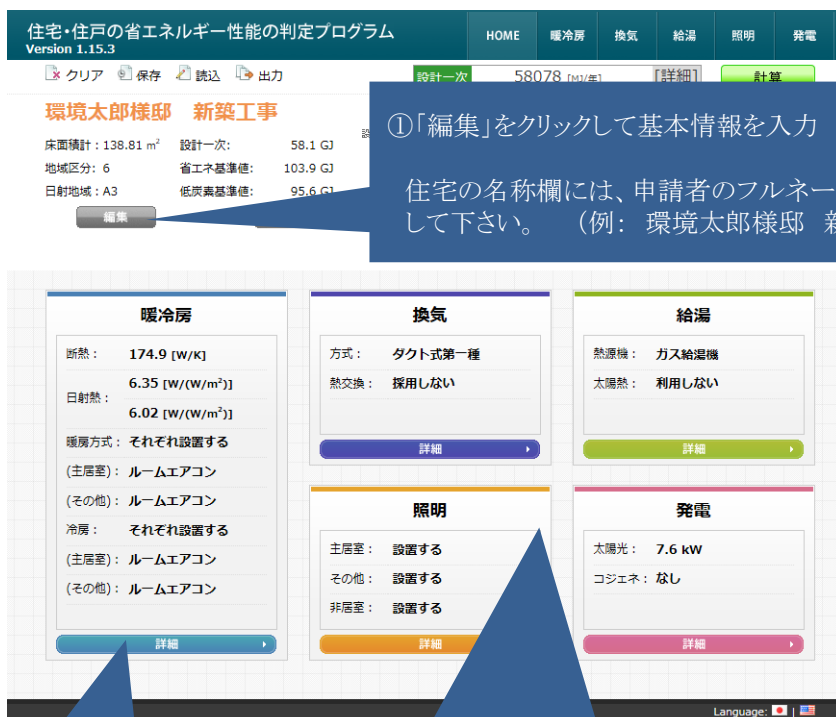 住宅・住戸の省エネルギー性能の判定プログラム
Version 1.15.3
HOME 暖冷房 換気 給湯 照明 発電
クリア 保存 読込 出力
設計一次 58078 [MJ/年] [詳細] 計算
環境太郎様邸 新築工事
床面積計：138.81 m² 設計一次： 58.1 GJ
地域区分：6 省エネ基準値： 103.9 GJ
日射地域：A3 低炭素基準値： 95.6 GJ
編集
①「編集」をクリックして基本情報を入力
住宅の名称欄には、申請者のフルネー
して下さい。 （例： 環境太郎様邸
暖冷房
断熱： 174.9 [W/K]
日射熱： 6.35 [W/(W/m²)]
6.02 [W/(W/m²)]
暖房方式： それぞれ設置する
(主居室)： ルームエアコン
(その他)： ルームエアコン
冷房： それぞれ設置する
(主居室)： ルームエアコン
(その他)： ルームエアコン
詳細
換気
方式： ダクト式第一種
熱交換： 採用しない
詳細
給湯
熱源機： ガス給湯機
太陽熱： 利用しない
詳細
照明
主居室： 設置する
その他： 設置する
非居室： 設置する
詳細
発電
太陽光： 7.6 kW
コジェネ： なし
詳細
Language: |